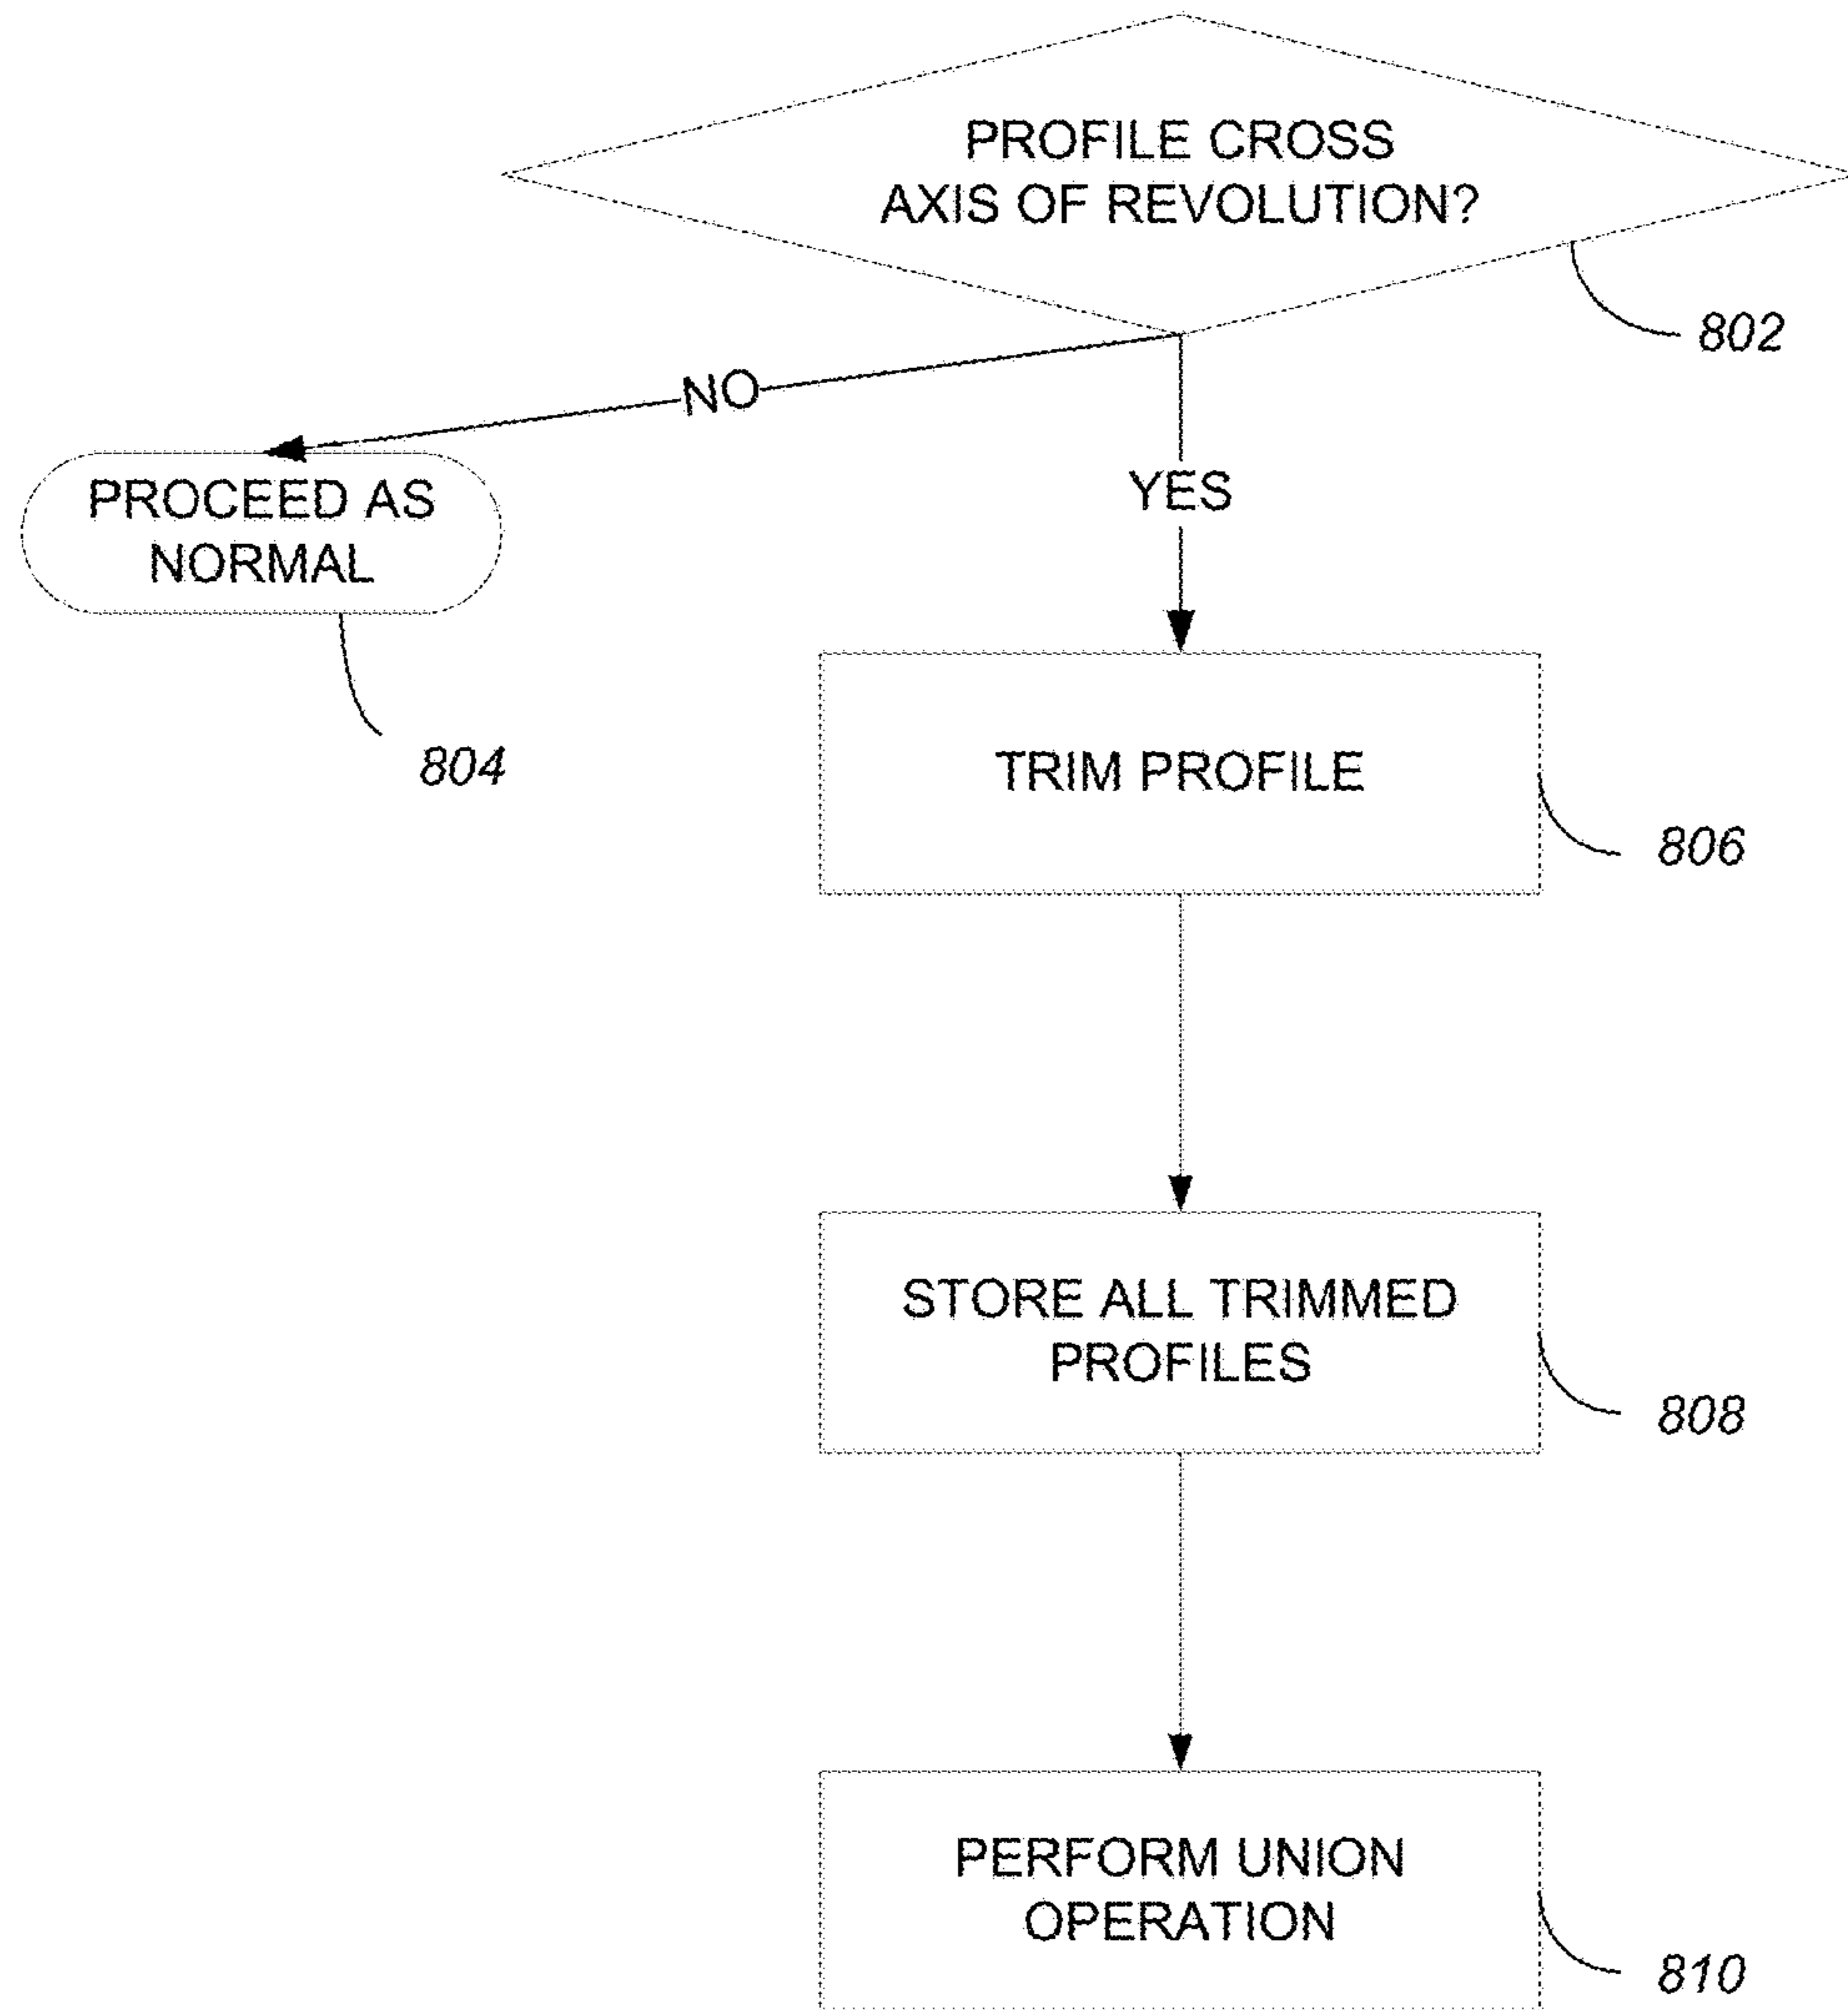 PROFILE CROSS
AXIS OF REVOLUTION?
802
NO
YES
PROCEED AS
NORMAL
804
TRIM PROFILE
806
STORE ALL TRIMMED
PROFILES
808
PERFORM UNION
OPERATION
810